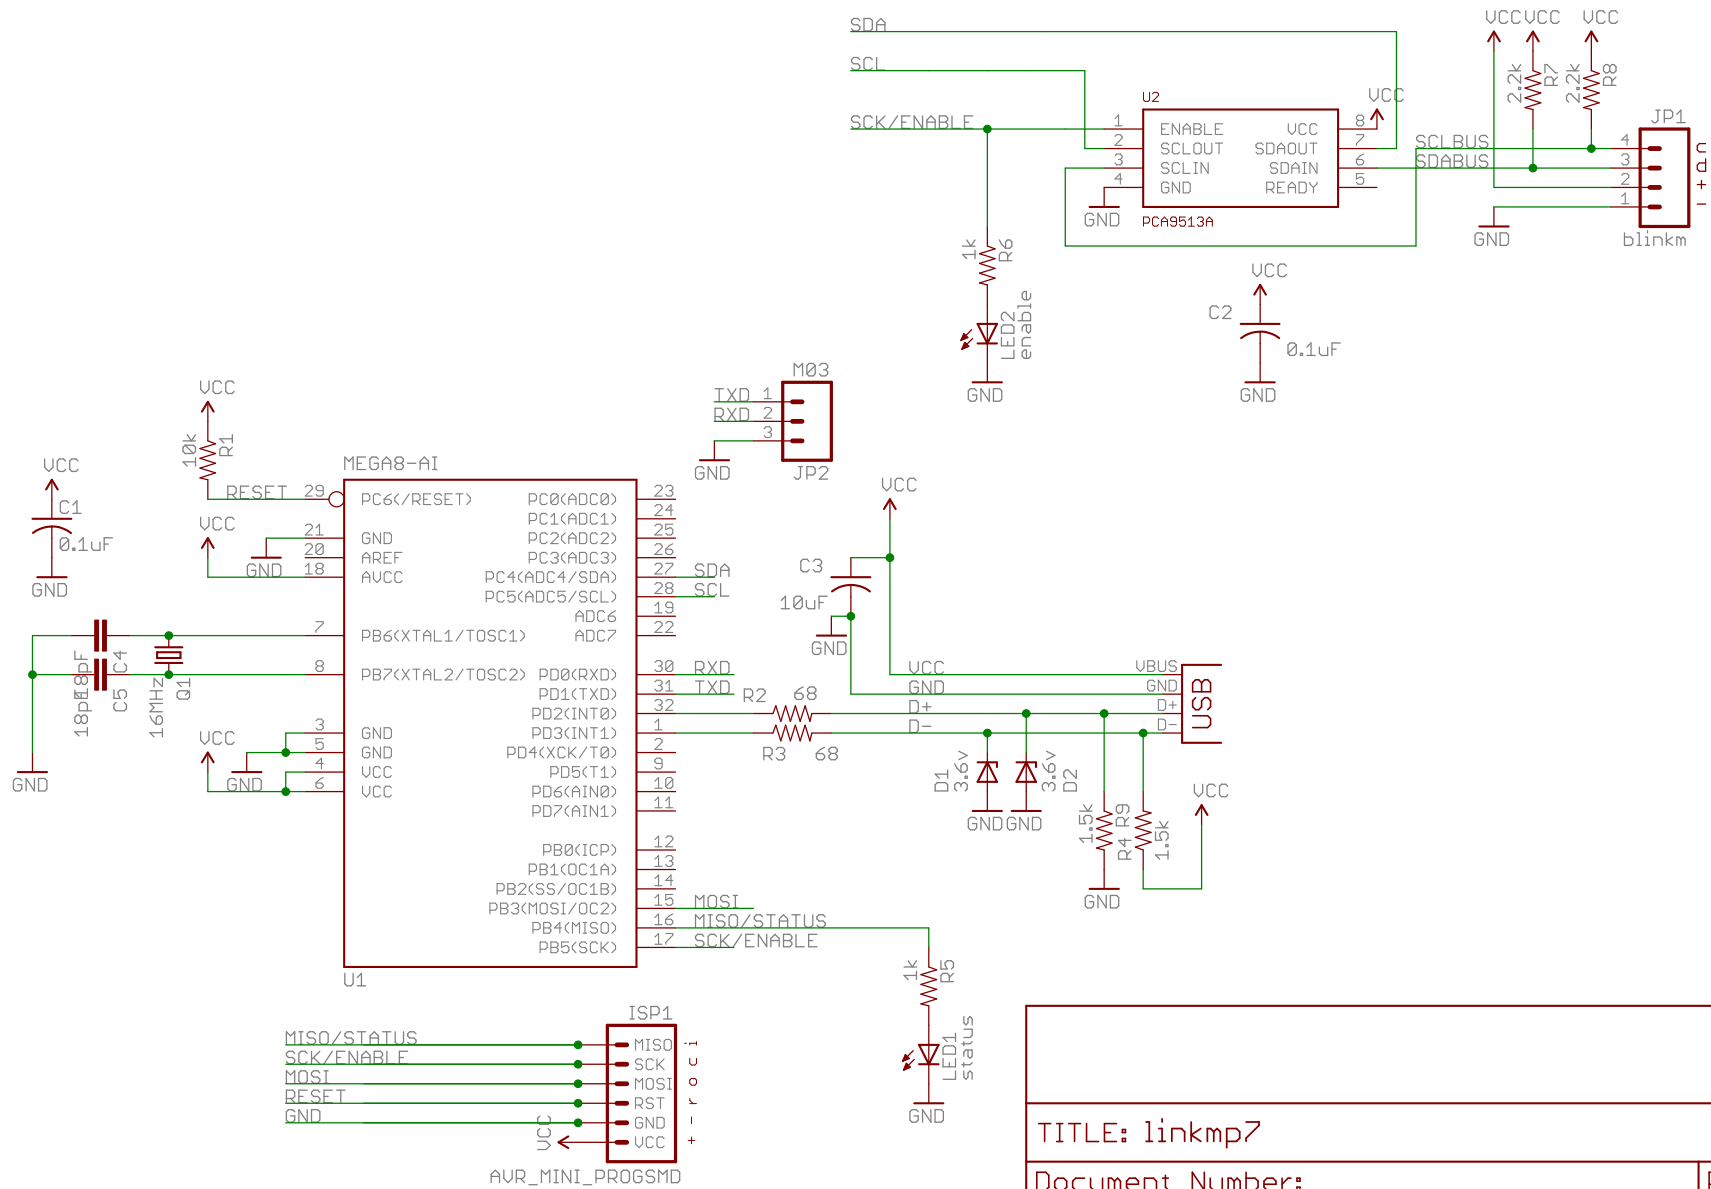 SDA
SCL
SCK/ENABLE
U2
1 ENABLE VCC 8
2 SCLOUT SDAOUT 7
3 SCLIN SDAIN 6
4 GND READY 5
PCA9513A
GND
VCC
VCC VCC VCC
2.2k R7
2.2k R8
SCLBUS
SDABUS
JP1
4 c
3 d
2 +
1 -
blinkm
GND
1k R6
LED2
enable
GND
VCC
C2
0.1uF
GND
M03
TXD 1
RXD 2
3
GND
JP2
VCC
10k R1
VCC
C1
0.1uF
GND
MEGA8-AI
RESET 29 PC6(/RESET)
VCC
21 GND
20 AREF
GND 18 AVCC
7 PB6(XTAL1/TOSC1)
8 PB7(XTAL2/TOSC2)
18pF C4
18pF C5
16MHz Q1
GND
VCC
3 GND
5 GND
GND
4 VCC
6 VCC
PC0(ADC0) 23
PC1(ADC1) 24
PC2(ADC2) 25
PC3(ADC3) 26
PC4(ADC4/SDA) 27 SDA
PC5(ADC5/SCL) 28 SCL
ADC6 19
ADC7 22
PD0(RXD) 30 RXD
PD1(TXD) 31 TXD
PD2(INT0) 32
PD3(INT1) 1
PD4(XCK/T0) 2
PD5(T1) 9
PD6(AIN0) 10
PD7(AIN1) 11
PB0(ICP) 12
PB1(OC1A) 13
PB2(SS/OC1B) 14
PB3(MOSI/OC2) 15 MOSI
PB4(MISO) 16 MISO/STATUS
PB5(SCK) 17 SCK/ENABLE
U1
R2 68
R3 68
VCC
C3
10uF
GND
VCC VBUS
GND GND
D+ D+
D- D-
USB
D1 3.6v
3.6v D2
GND GND
1.5k R9
R4 1.5k
VCC
GND
1k R5
LED1
status
GND
ISP1
MISO/STATUS MISO i
SCK/ENABLE SCK c
MOSI MOSI o
RESET RST r
GND GND -
VCC VCC +
AVR_MINI_PROGSMD
TITLE: linkmp7
Document Number: